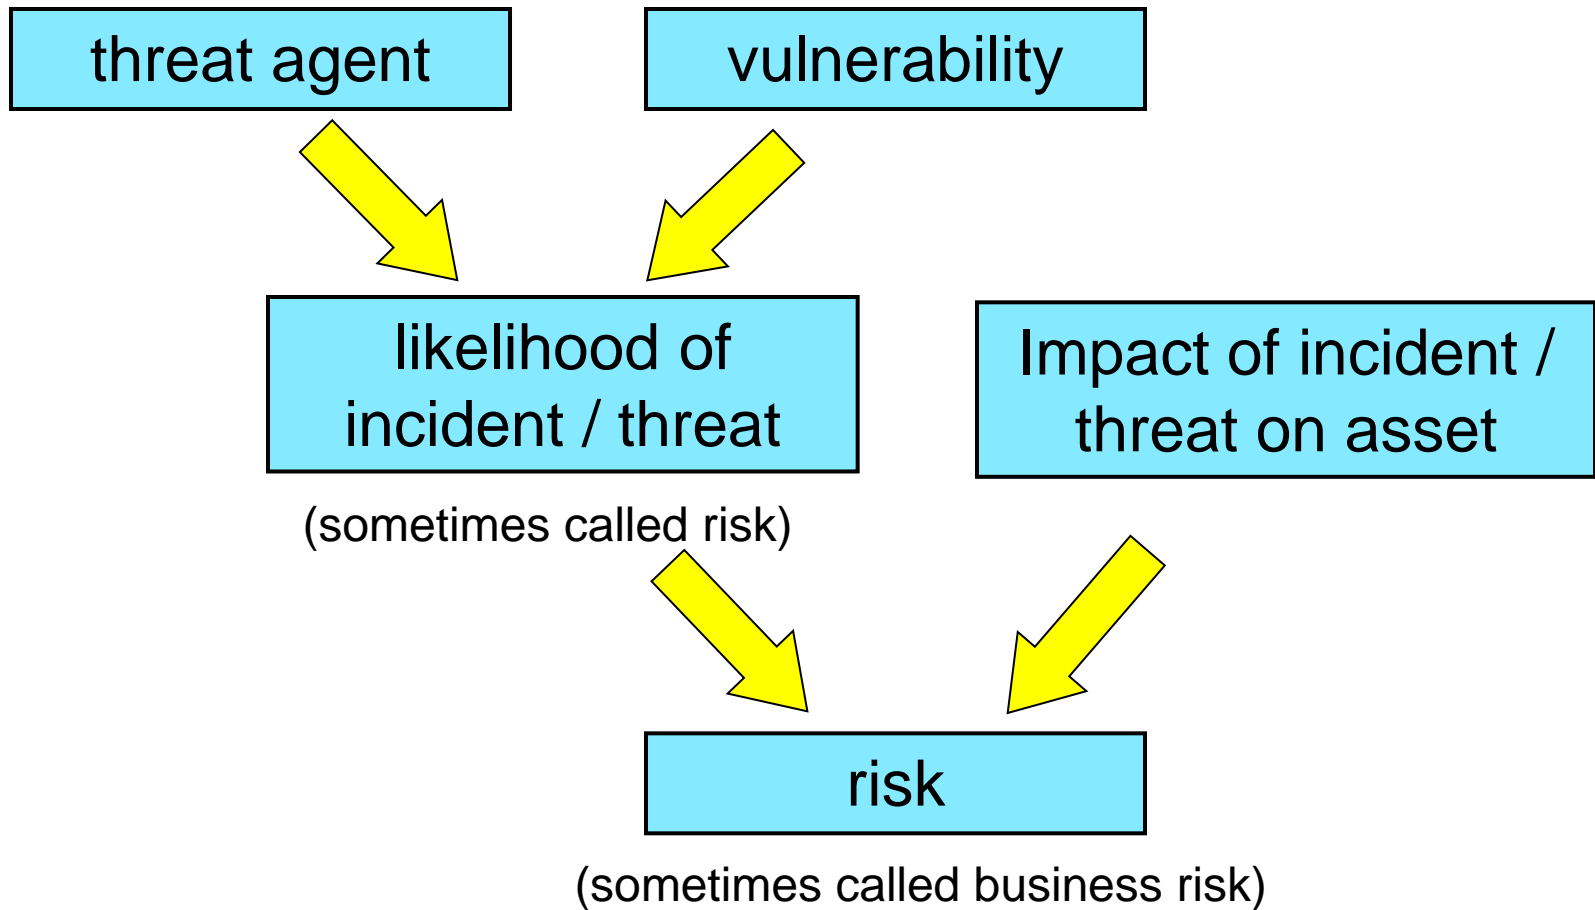 threat agent
vulnerability
likelihood of
incident / threat
Impact of incident /
threat on asset
(sometimes called risk)
risk
(sometimes called business risk)